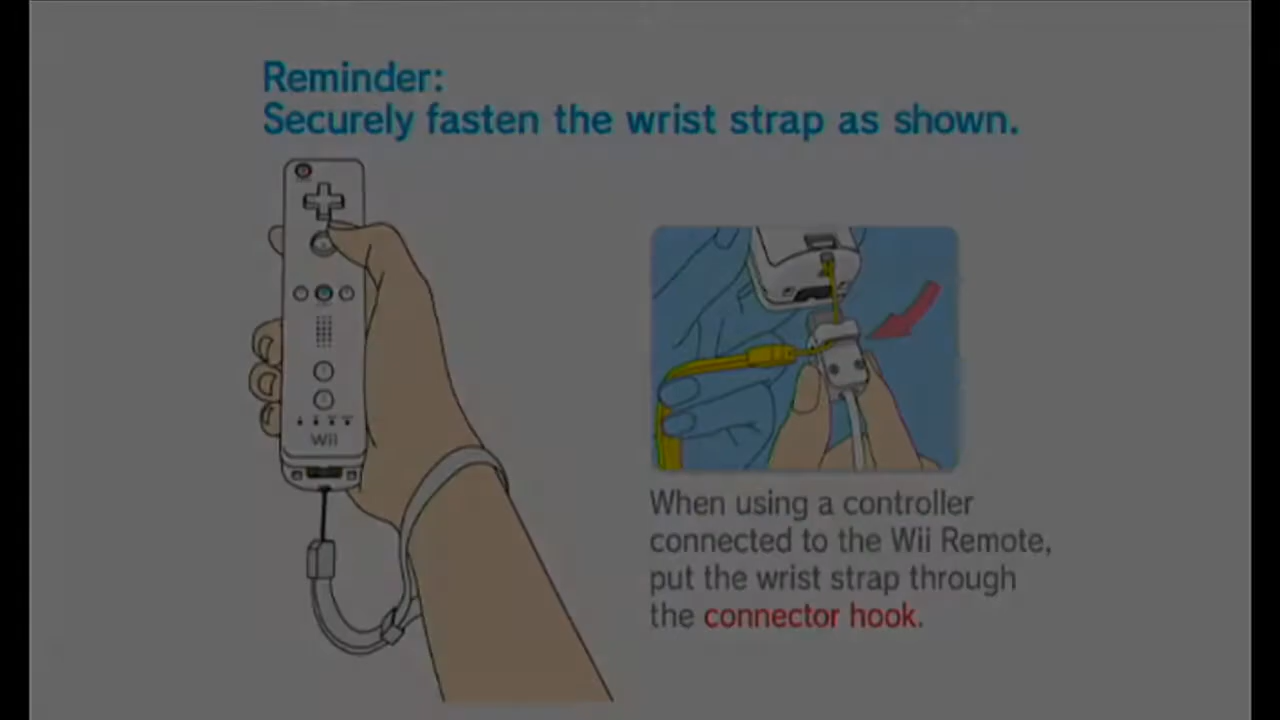 Reminder:
Securely fasten the wrist strap as shown.
Wii
When using a controller
connected to the Wii Remote,
put the wrist strap through
the connector hook.